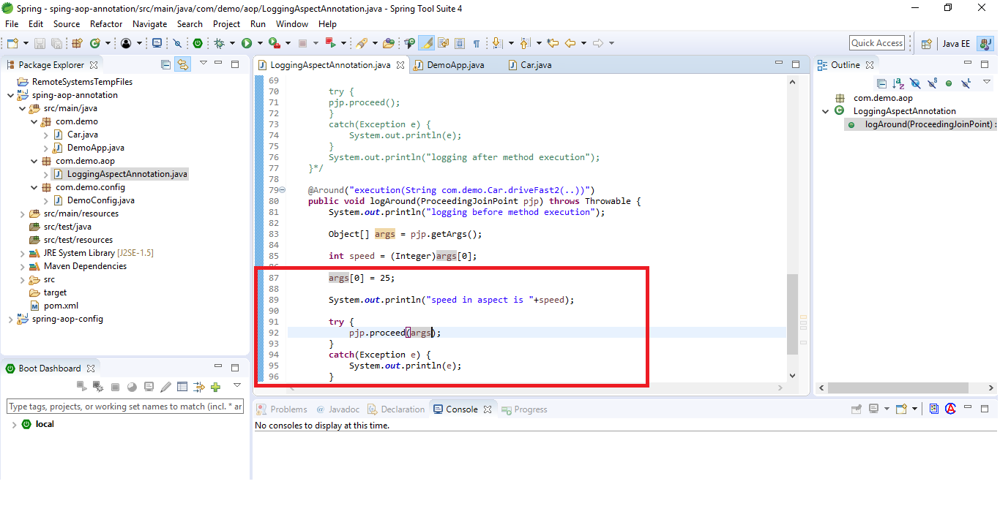 Spring - sping-aop-annotation/src/main/java/com/demo/aop/LoggingAspectAnnotation.java - Spring Tool Suite 4
File Edit Source Refactor Navigate Search Project Run Window Help
Quick Access
Java EE
Package Explorer
RemoteSystemsTempFiles
sping-aop-annotation
src/main/java
com.demo
Car.java
DemoApp.java
com.demo.aop
LoggingAspectAnnotation.java
com.demo.config
DemoConfig.java
src/main/resources
src/test/java
src/test/resources
JRE System Library [J2SE-1.5]
Maven Dependencies
src
target
pom.xml
spring-aop-config
Boot Dashboard
Type tags, projects, or working set names to match (incl. * ar
local
LoggingAspectAnnotation.java DemoApp.java Car.java
69
70 try {
71 pjp.proceed();
72 }
73 catch(Exception e) {
74 System.out.println(e);
75 }
76 System.out.println("logging after method execution");
77 }*/
78
79 @Around("execution(String com.demo.Car.driveFast2(..))")
80 public void logAround(ProceedingJoinPoint pjp) throws Throwable {
81 System.out.println("logging before method execution");
82
83 Object[] args = pjp.getArgs();
84
85 int speed = (Integer)args[0];
87 args[0] = 25;
88
89 System.out.println("speed in aspect is "+speed);
90
91 try {
92 pjp.proceed(args);
93 }
94 catch(Exception e) {
95 System.out.println(e);
96 }
Outline
com.demo.aop
LoggingAspectAnnotation
logAround(ProceedingJoinPoint) :
Problems @ Javadoc Declaration Console Progress
No consoles to display at this time.